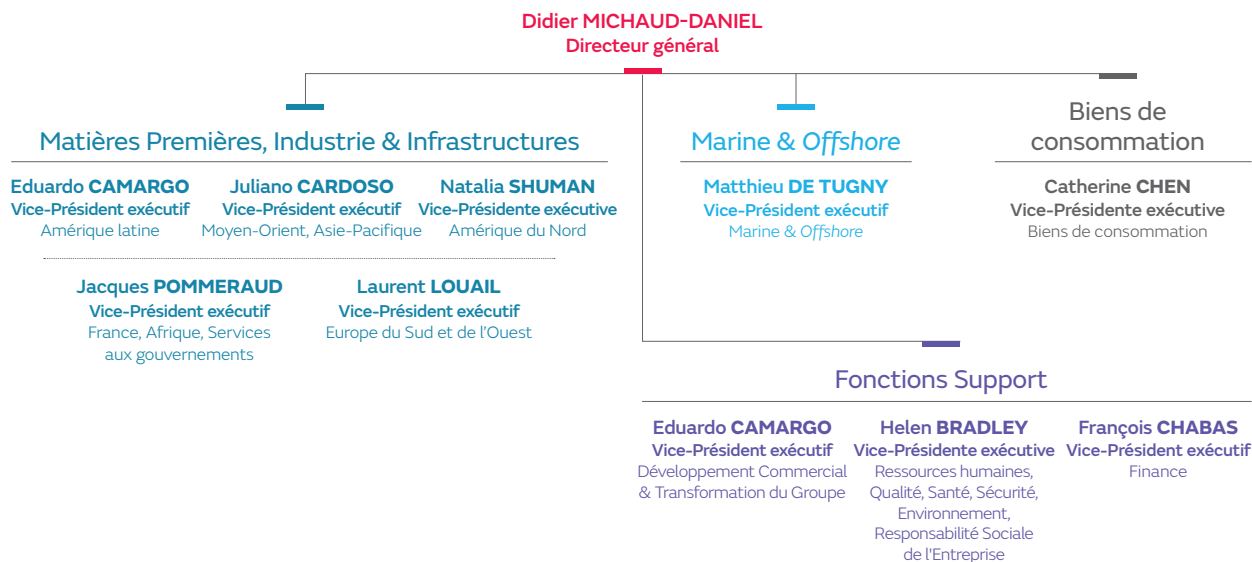 Didier MICHAUD-DANIEL
Directeur général
Matières Premières, Industrie & Infrastructures
Eduardo CAMARGO
Vice-Président exécutif
Amérique latine
Juliano CARDOSO
Vice-Président exécutif
Moyen-Orient, Asie-Pacifique
Natalia SHUMAN
Vice-Présidente exécutive
Amérique du Nord
Jacques POMMERAUD
Vice-Président exécutif
France, Afrique, Services
aux gouvernements
Laurent LOUAIL
Vice-Président exécutif
Europe du Sud et de l'Ouest
Marine & Offshore
Matthieu DE TUGNY
Vice-Président exécutif
Marine & Offshore
Biens de
consommation
Catherine CHEN
Vice-Présidente exécutive
Biens de consommation
Fonctions Support
Eduardo CAMARGO
Vice-Président exécutif
Développement Commercial
& Transformation du Groupe
Helen BRADLEY
Vice-Présidente exécutive
Ressources humaines,
Qualité, Santé, Sécurité,
Environnement,
Responsabilité Sociale
de l'Entreprise
François CHABAS
Vice-Président exécutif
Finance